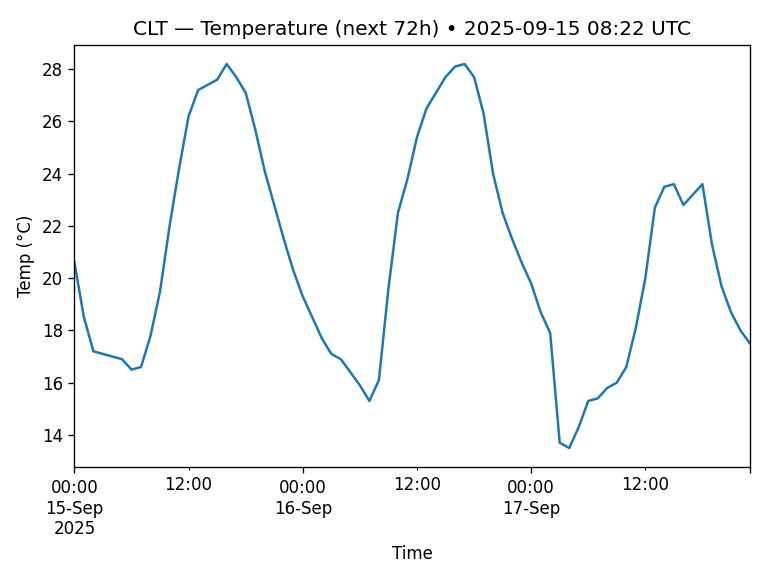 CLT — Temperature (next 72h) • 2025-09-15 08:22 UTC
Temp (°C)
28
26
24
22
20
18
16
14
00:00 12:00 00:00 12:00 00:00 12:00
15-Sep 16-Sep 17-Sep
2025
Time